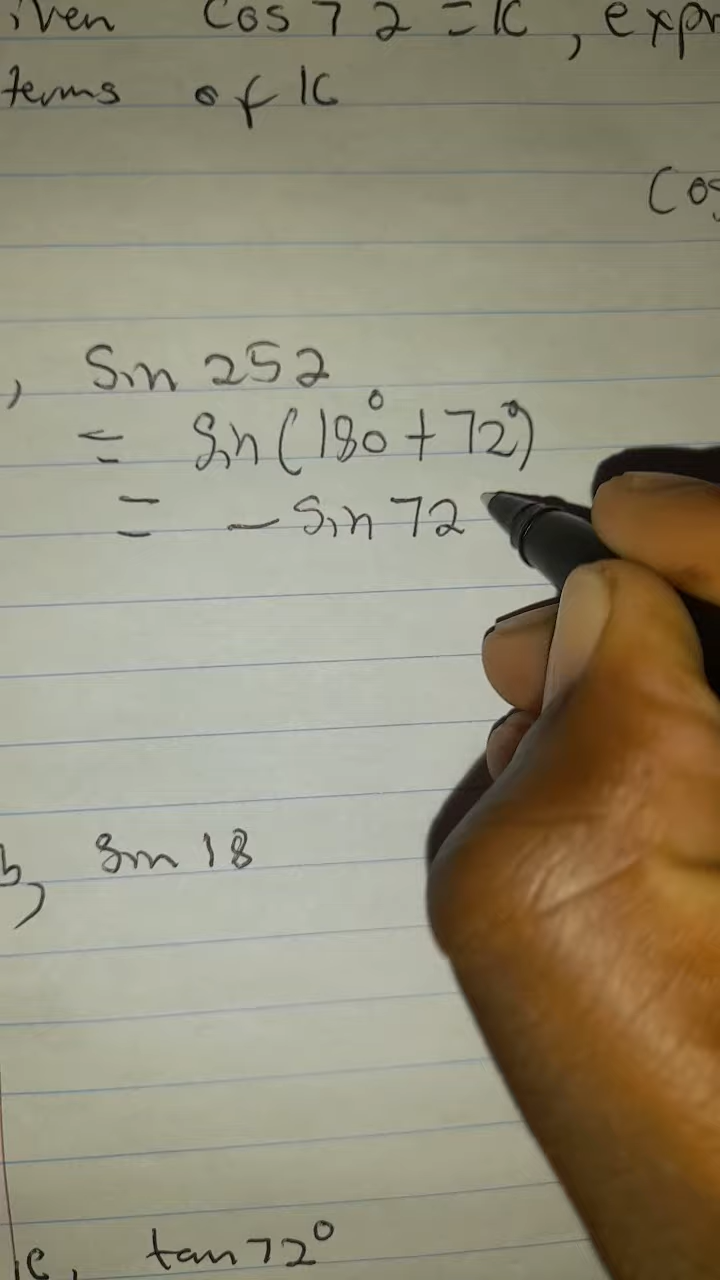 iven Cos 72 = K, expr
terms of K
Cos
, Sin 252
= Sin(180° + 72°)
= - Sin 72
b, Sin 18
c, tan 72°